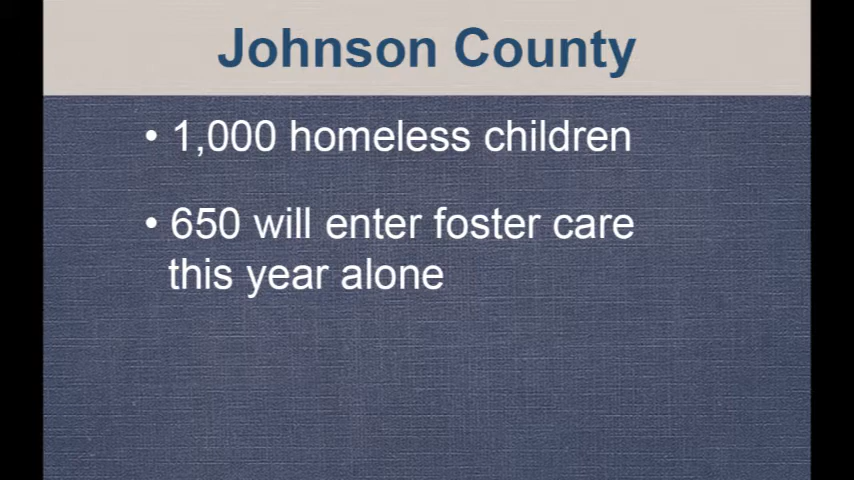 Johnson County
• 1,000 homeless children
• 650 will enter foster care
this year alone